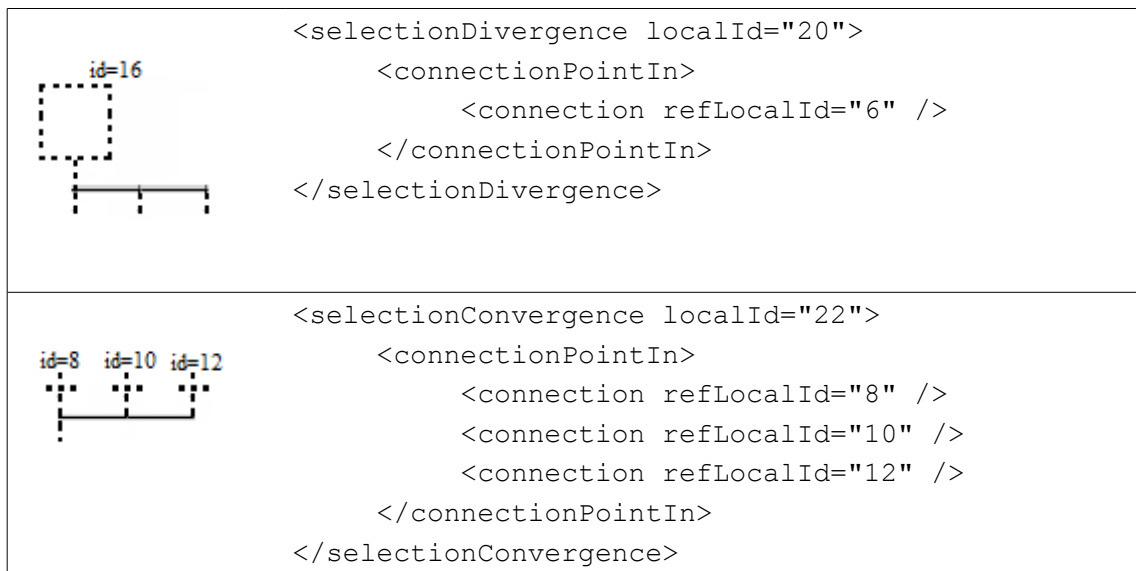 <selectionDivergence localId="20">
id=16
<connectionPointIn>
<connection refLocalId="6" />
</connectionPointIn>
</selectionDivergence>
<selectionConvergence localId="22">
<connectionPointIn>
id=8 id=10 id=12
<connection refLocalId="8" />
<connection refLocalId="10" />
<connection refLocalId="12" />
</connectionPointIn>
</selectionConvergence>